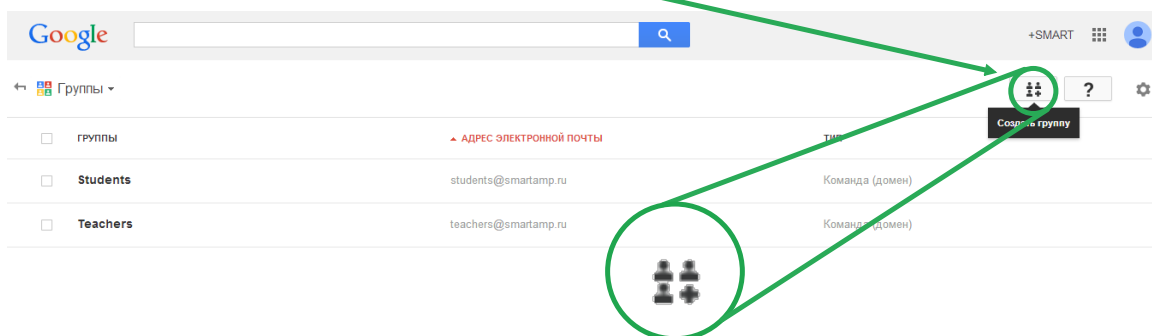 Google
+SMART
Группы
?
Создать группу
ГРУППЫ
АДРЕС ЭЛЕКТРОННОЙ ПОЧТЫ
ТИП
Students
students@smartamp.ru
Команда (домен)
Teachers
teachers@smartamp.ru
Команда (домен)